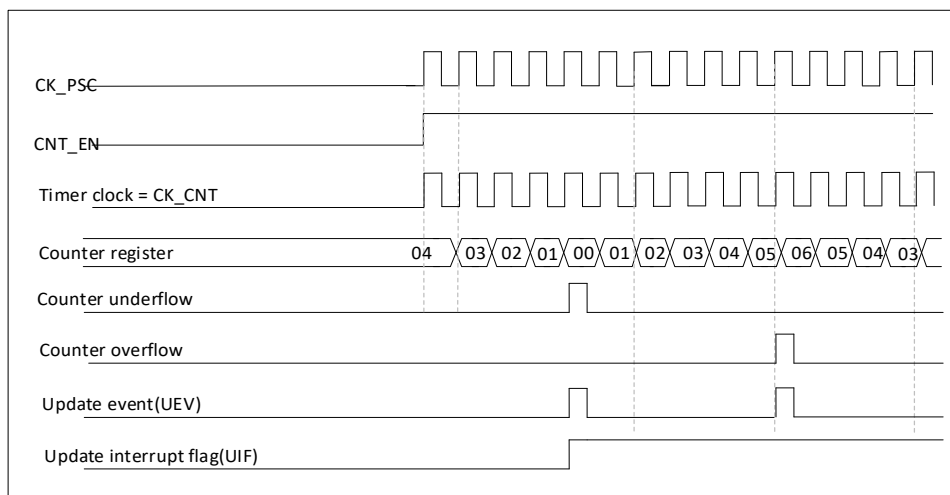 CK_PSC
CNT_EN
Timer clock = CK_CNT
Counter register 04 03 02 01 00 01 02 03 04 05 06 05 04 03
Counter underflow
Counter overflow
Update event(UEV)
Update interrupt flag(UIF)